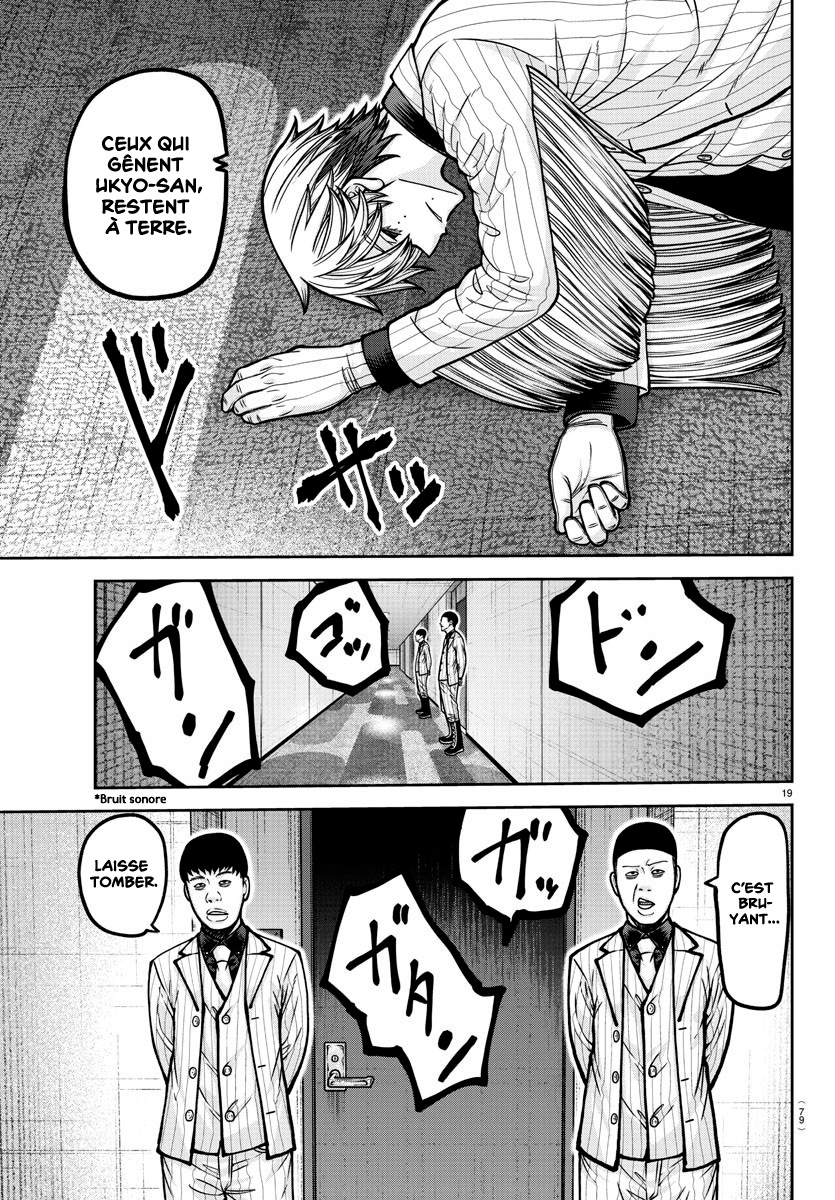 CEUX QUI
GÊNENT
UKYO-SAN,
RESTENT
À TERRE.
ドサッ
ドン
ゴッ
ガン
*Bruit sonore
19
C'EST
BRU-
YANT...
ガッ
ガタン
LAISSE
TOMBER.
(79)